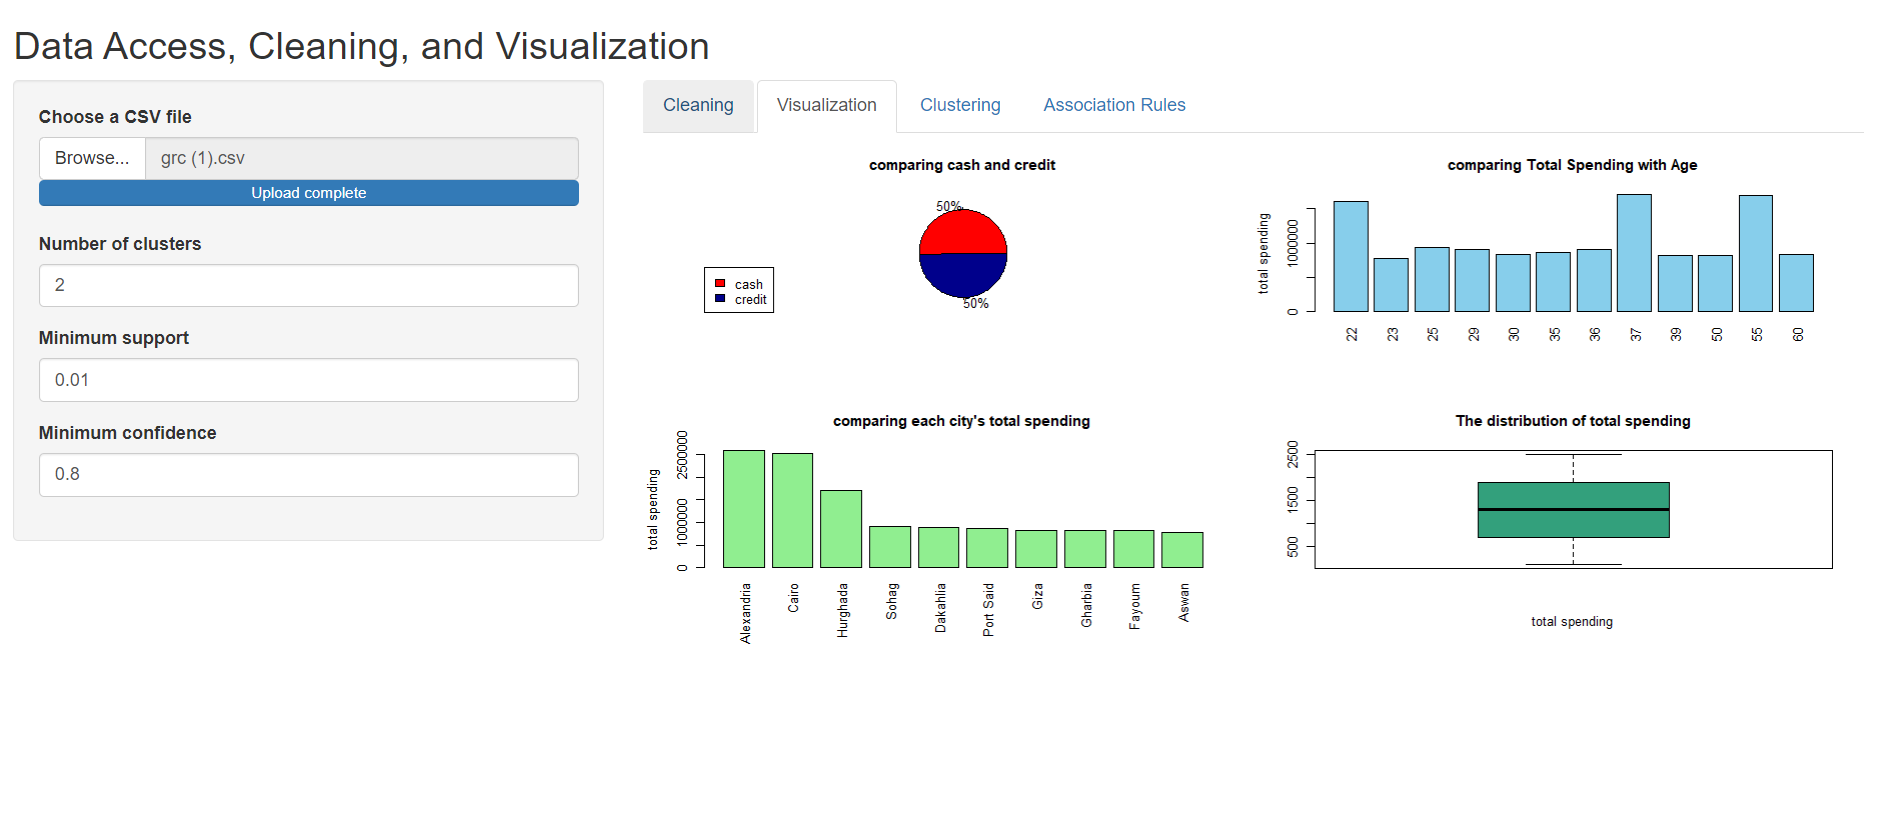 Data Access, Cleaning, and Visualization
Choose a CSV file
Browse... grc (1).csv
Upload complete
Number of clusters
2
Minimum support
0.01
Minimum confidence
0.8
Cleaning Visualization Clustering Association Rules
comparing cash and credit
50%
50%
cash
credit
comparing Total Spending with Age
total spending
0 1000000
22 23 25 29 30 35 36 37 39 50 55 60
comparing each city's total spending
total spending
0 1000000 2500000
Alexandria Cairo Hurghada Sohag Dakahlia Port Said Giza Gharbia Fayoum Aswan
The distribution of total spending
500 1500 2500
total spending